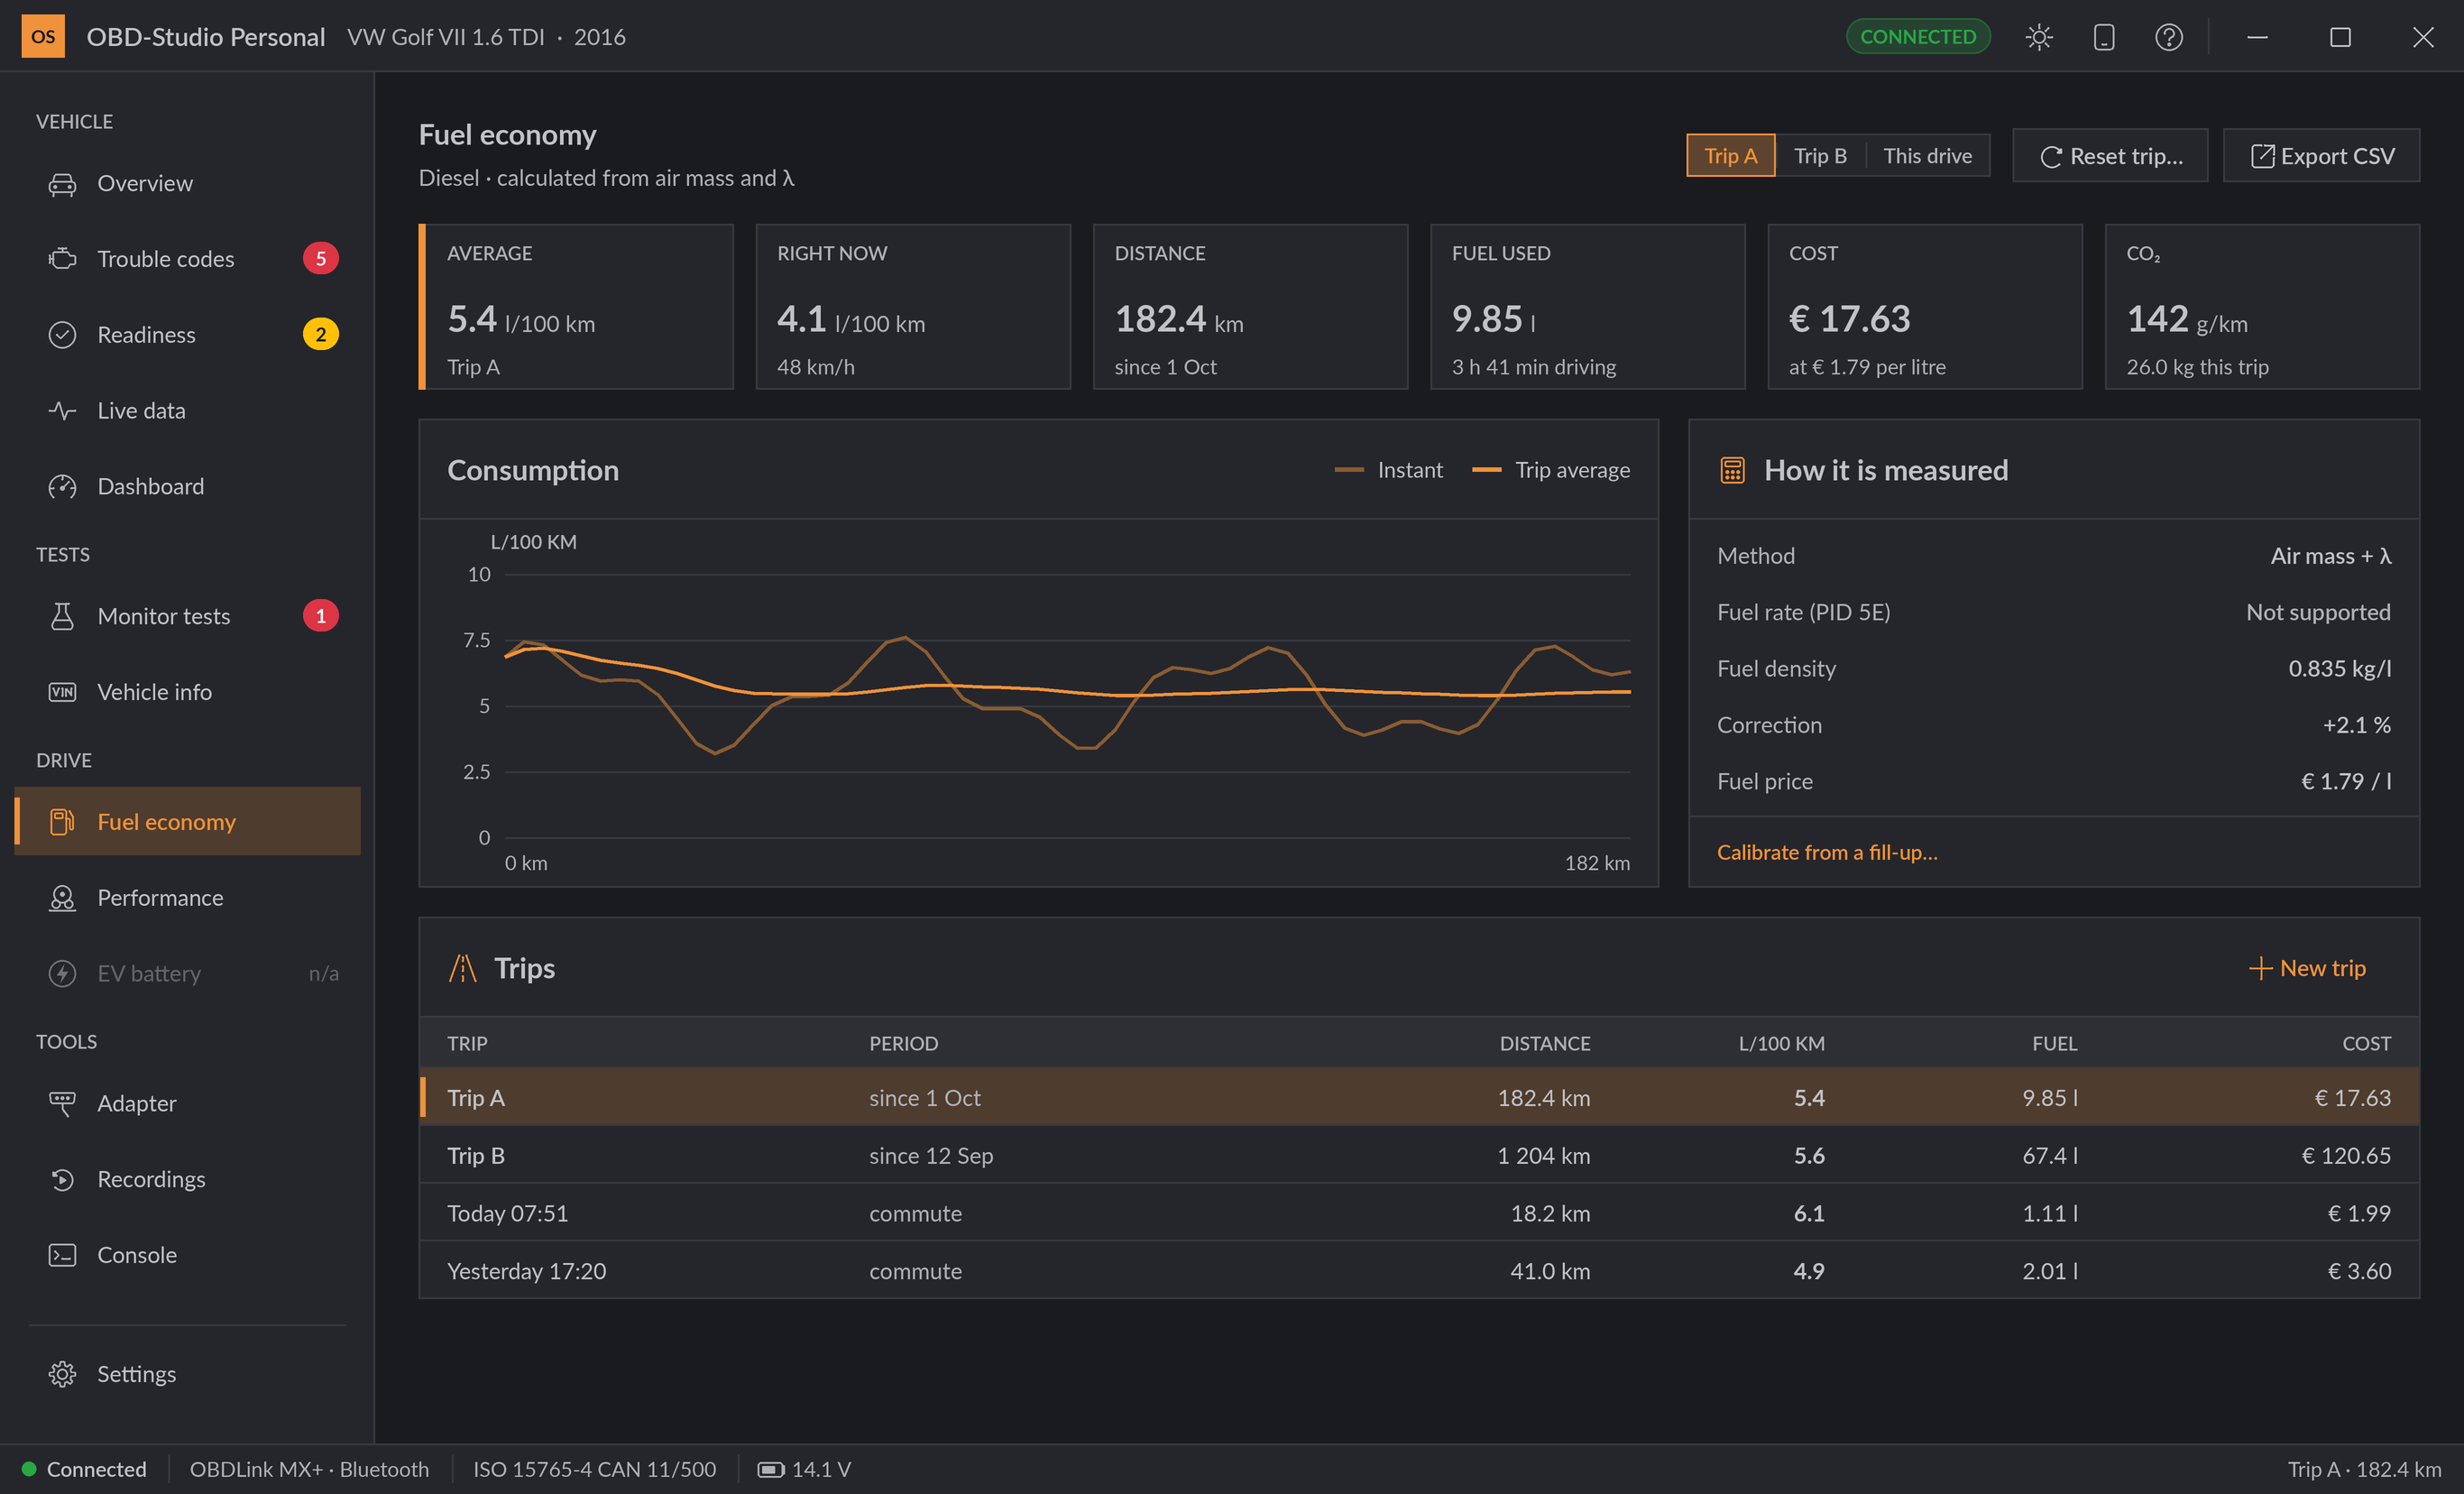 OS OBD-Studio Personal VW Golf VII 1.6 TDI · 2016 CONNECTED
VEHICLE
Overview
Trouble codes 5
Readiness 2
Live data
Dashboard
TESTS
Monitor tests 1
VIN Vehicle info
DRIVE
Fuel economy
Performance
EV battery n/a
TOOLS
Adapter
Recordings
Console
Settings
Fuel economy
Diesel · calculated from air mass and λ
Trip A Trip B This drive Reset trip... Export CSV
AVERAGE
5.4 l/100 km
Trip A
RIGHT NOW
4.1 l/100 km
48 km/h
DISTANCE
182.4 km
since 1 Oct
FUEL USED
9.85 l
3 h 41 min driving
COST
€ 17.63
at € 1.79 per litre
CO₂
142 g/km
26.0 kg this trip
Consumption Instant Trip average
L/100 KM
10
7.5
5
2.5
0
0 km 182 km
How it is measured
Method Air mass + λ
Fuel rate (PID 5E) Not supported
Fuel density 0.835 kg/l
Correction +2.1 %
Fuel price € 1.79 / l
Calibrate from a fill-up...
Trips New trip
TRIP PERIOD DISTANCE L/100 KM FUEL COST
Trip A since 1 Oct 182.4 km 5.4 9.85 l € 17.63
Trip B since 12 Sep 1 204 km 5.6 67.4 l € 120.65
Today 07:51 commute 18.2 km 6.1 1.11 l € 1.99
Yesterday 17:20 commute 41.0 km 4.9 2.01 l € 3.60
Connected OBDLink MX+ · Bluetooth ISO 15765-4 CAN 11/500 14.1 V Trip A · 182.4 km